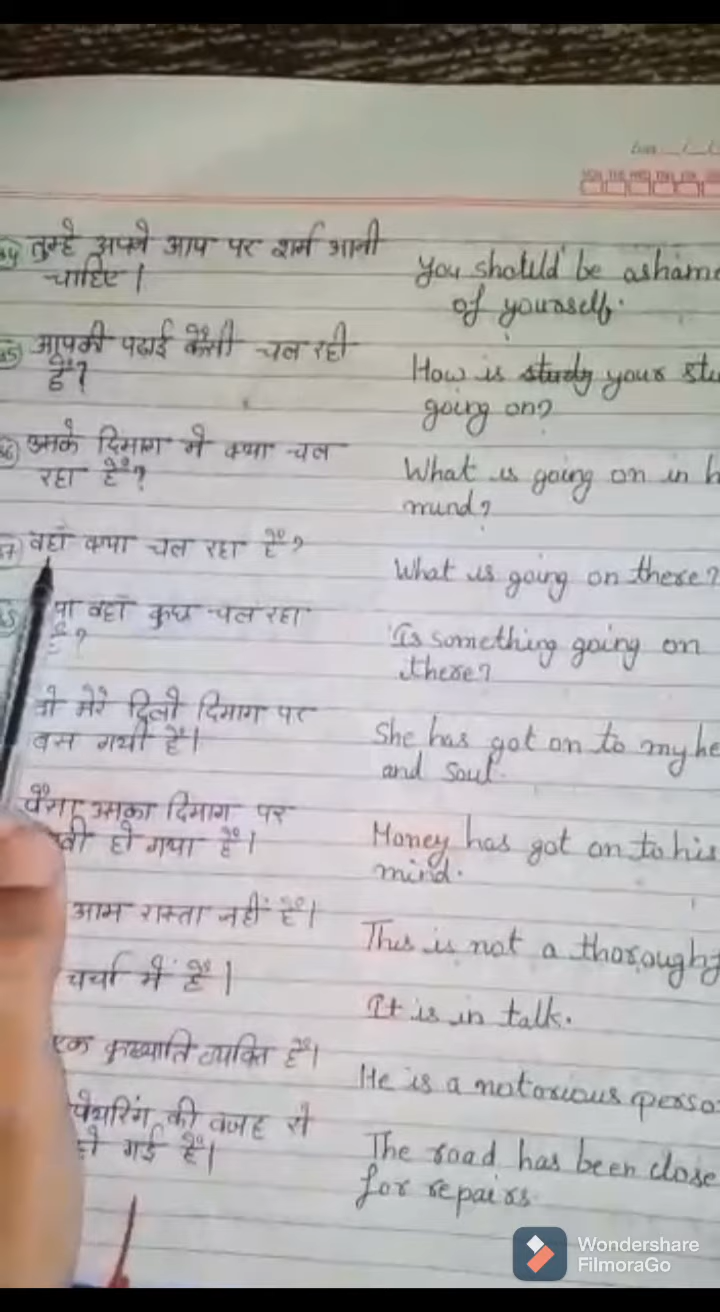 Date
तुम्हे अपने आप पर शर्म आनी
चाहिए।
You should be ashame
of yourself.
आपकी पढाई कैसी चल रही
हैं?
How is study your stu
going on?
उसके दिमाग मे क्या चल
रहा हैं?
What is going on in h
mind?
वहाँ क्या चल रहा हैं?
What is going on there?
वहाँ कुछ चल रहा
?
Is something going on
there?
वो मेरे दिलो दिमाग पर
बस गयी हैं।
She has got on to my he
and soul.
पैसा उसका दिमाग पर
हो गया हैं।
Money has got on to his
mind.
आम रास्ता नहीं हैं।
This is not a thoroughf
चर्चा में हैं।
It is in talk.
एक कुख्याति व्यक्ति हैं।
He is a notorious perso
पेयरिंग की वजह से
हो गई हैं।
The road has been close
for repairs.
Wondershare
FilmoraGo